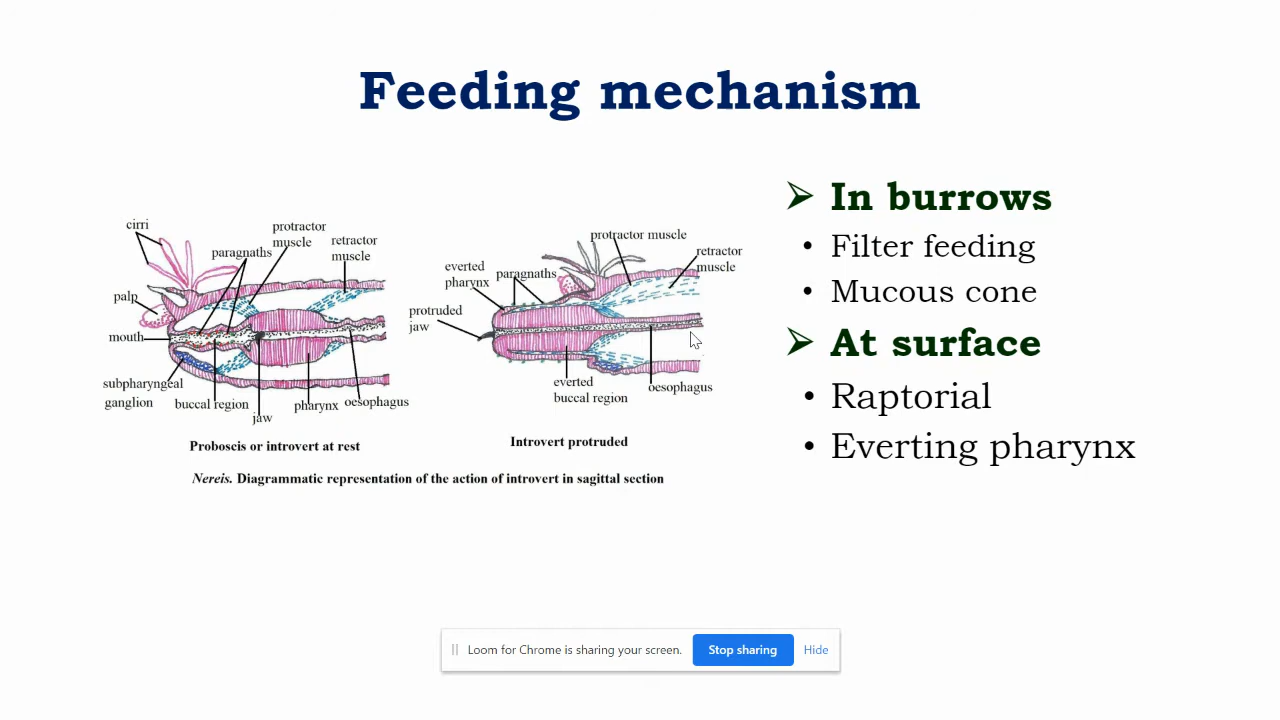 Feeding mechanism
cirri
protractor
muscle
retractor
muscle
paragnaths
palp
mouth
subpharyngeal
ganglion
buccal region
jaw
pharynx
oesophagus
Proboscis or introvert at rest
protractor muscle
retractor
muscle
everted
pharynx
paragnaths
protruded
jaw
everted
buccal region
oesophagus
Introvert protruded
Nereis. Diagrammatic representation of the action of introvert in sagittal section
➢ In burrows
• Filter feeding
• Mucous cone
➢ At surface
• Raptorial
• Everting pharynx
Loom for Chrome is sharing your screen.
Stop sharing
Hide